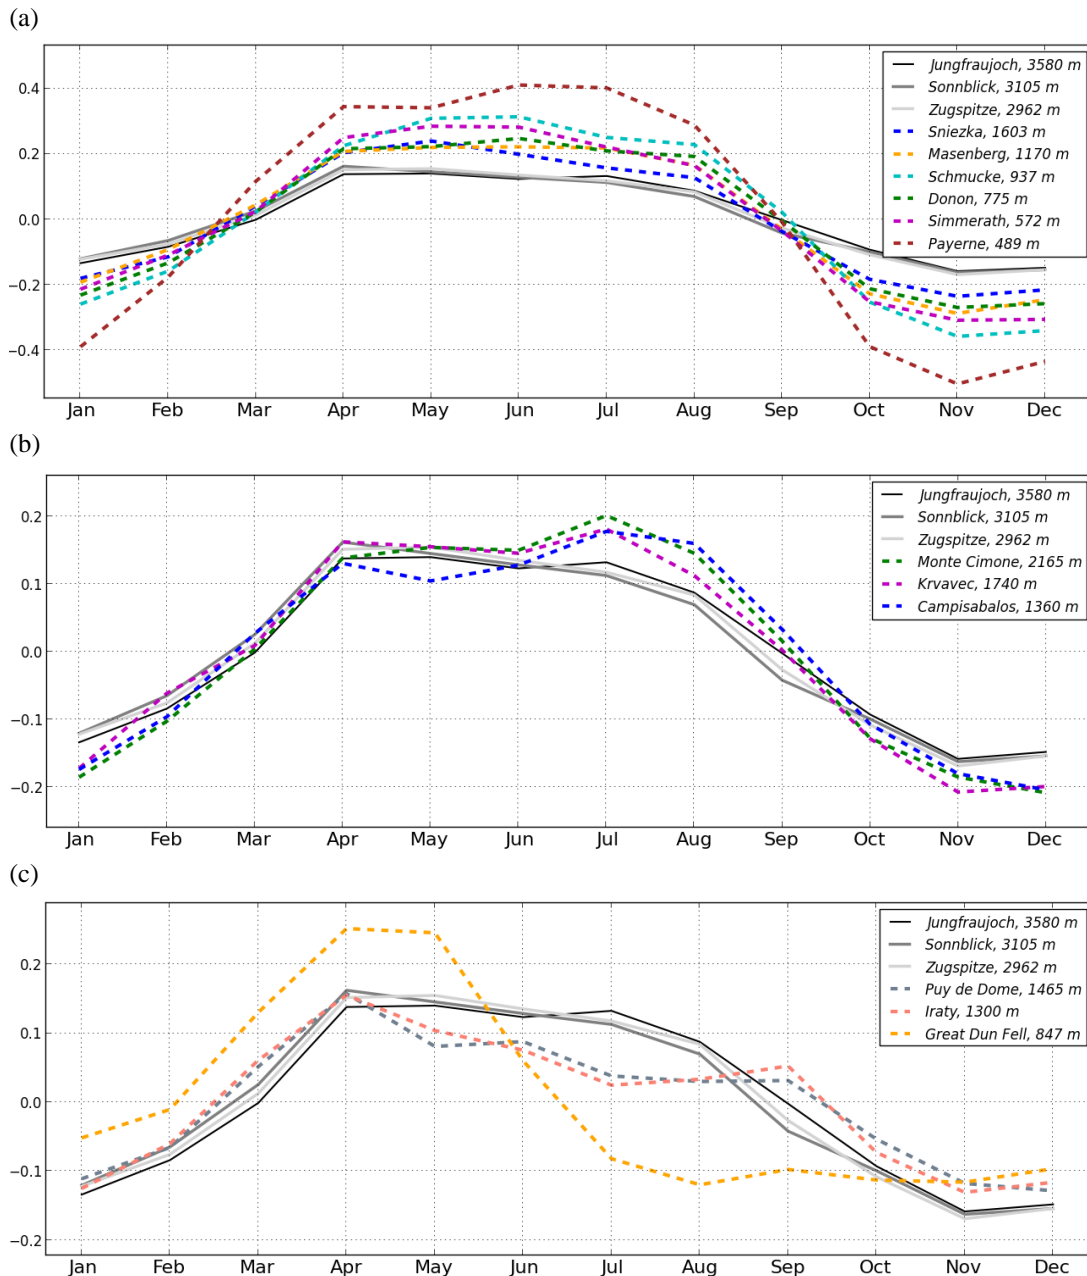 (a)
0.4
0.2
0.0
−0.2
−0.4
Jungfraujoch, 3580 m
Sonnblick, 3105 m
Zugspitze, 2962 m
Sniezka, 1603 m
Masenberg, 1170 m
Schmucke, 937 m
Donon, 775 m
Simmerath, 572 m
Payerne, 489 m
Jan Feb Mar Apr May Jun Jul Aug Sep Oct Nov Dec
(b)
0.2
0.1
0.0
−0.1
−0.2
Jungfraujoch, 3580 m
Sonnblick, 3105 m
Zugspitze, 2962 m
Monte Cimone, 2165 m
Krvavec, 1740 m
Campisabalos, 1360 m
Jan Feb Mar Apr May Jun Jul Aug Sep Oct Nov Dec
(c)
0.2
0.1
0.0
−0.1
−0.2
Jungfraujoch, 3580 m
Sonnblick, 3105 m
Zugspitze, 2962 m
Puy de Dome, 1465 m
Iraty, 1300 m
Great Dun Fell, 847 m
Jan Feb Mar Apr May Jun Jul Aug Sep Oct Nov Dec